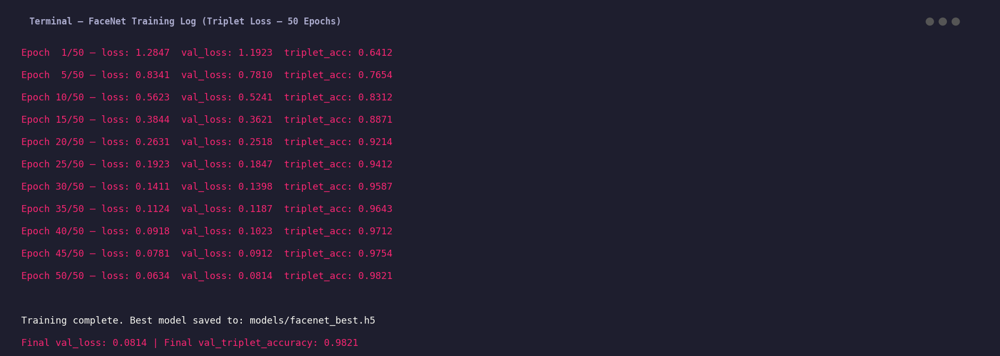 Terminal — FaceNet Training Log (Triplet Loss — 50 Epochs)
Epoch  1/50 — loss: 1.2847  val_loss: 1.1923  triplet_acc: 0.6412
Epoch  5/50 — loss: 0.8341  val_loss: 0.7810  triplet_acc: 0.7654
Epoch 10/50 — loss: 0.5623  val_loss: 0.5241  triplet_acc: 0.8312
Epoch 15/50 — loss: 0.3844  val_loss: 0.3621  triplet_acc: 0.8871
Epoch 20/50 — loss: 0.2631  val_loss: 0.2518  triplet_acc: 0.9214
Epoch 25/50 — loss: 0.1923  val_loss: 0.1847  triplet_acc: 0.9412
Epoch 30/50 — loss: 0.1411  val_loss: 0.1398  triplet_acc: 0.9587
Epoch 35/50 — loss: 0.1124  val_loss: 0.1187  triplet_acc: 0.9643
Epoch 40/50 — loss: 0.0918  val_loss: 0.1023  triplet_acc: 0.9712
Epoch 45/50 — loss: 0.0781  val_loss: 0.0912  triplet_acc: 0.9754
Epoch 50/50 — loss: 0.0634  val_loss: 0.0814  triplet_acc: 0.9821
Training complete. Best model saved to: models/facenet_best.h5
Final val_loss: 0.0814 | Final val_triplet_accuracy: 0.9821